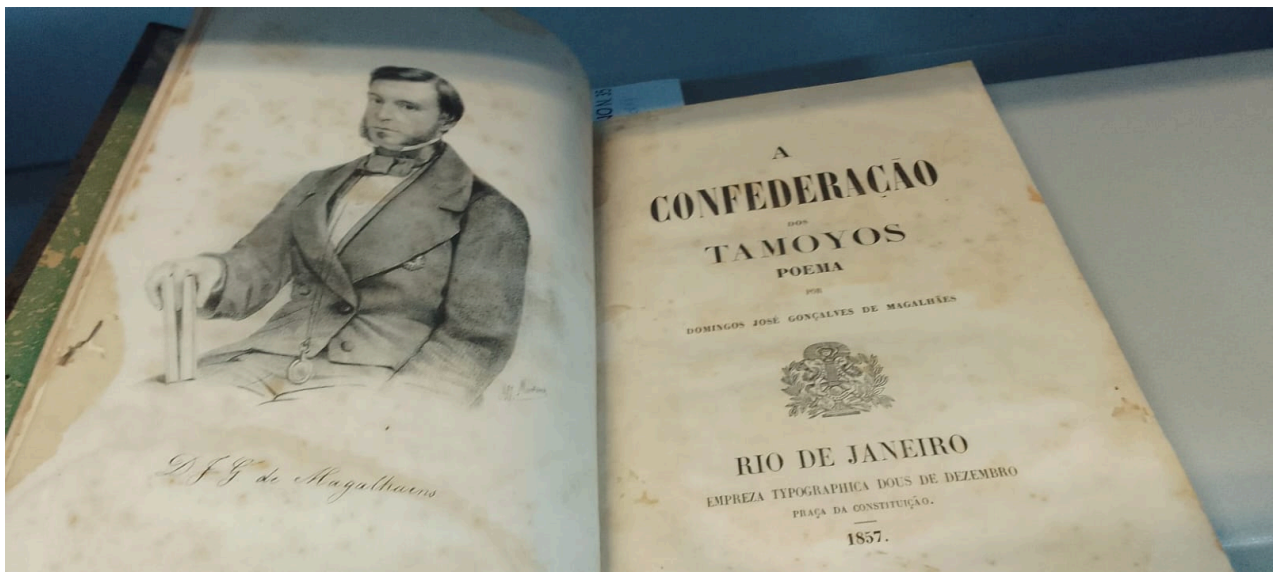 D J G de Magalhaens
A
CONFEDERAÇÃO
DOS
TAMOYOS
POEMA
POR
DOMINGOS JOSÉ GONÇALVES DE MAGALHÃES
RIO DE JANEIRO
EMPREZA TYPOGRAPHICA DOUS DE DEZEMBRO
PRAÇA DA CONSTITUIÇÃO.
1857.